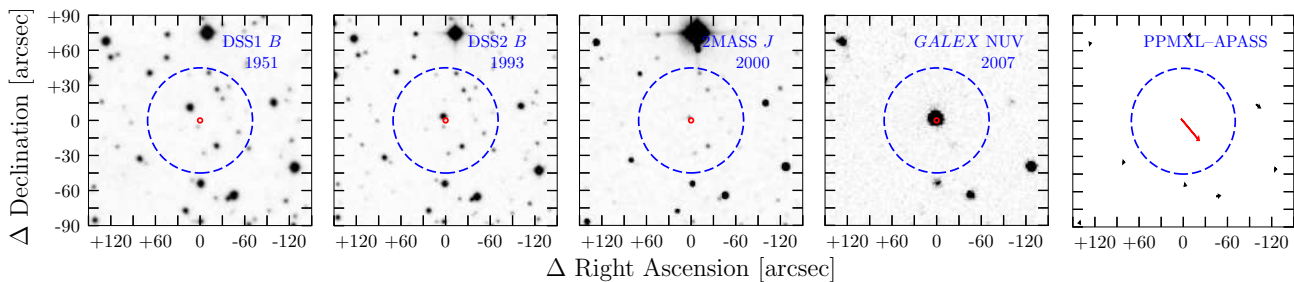 DSS1 B
1951
DSS2 B
1993
2MASS J
2000
GALEX NUV
2007
PPMXL–APASS
+90
+60
+30
0
-30
-60
-90
Δ Declination [arcsec]
+120 +60 0 -60 -120
+120 +60 0 -60 -120
+120 +60 0 -60 -120
+120 +60 0 -60 -120
+120 +60 0 -60 -120
Δ Right Ascension [arcsec]